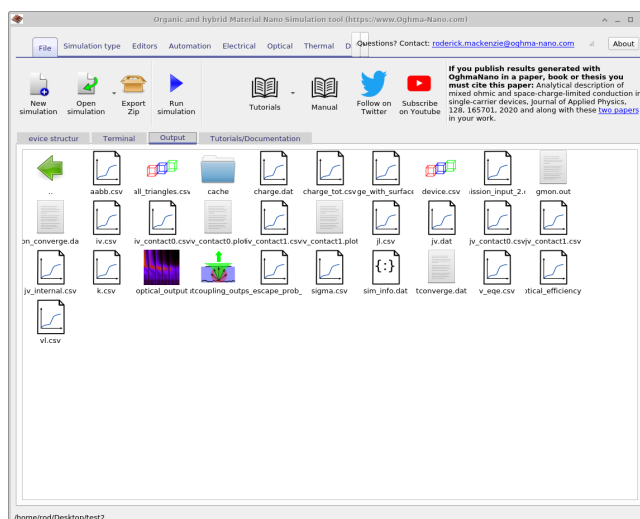 Organic and hybrid Material Nano Simulation tool (https://www.Oghma-Nano.com)
File Simulation type Editors Automation Electrical Optical Thermal D Questions? Contact: roderick.mackenzie@oghma-nano.com About
New simulation
Open simulation
Export Zip
Run simulation
Tutorials
Manual
Follow on Twitter
Subscribe on Youtube
If you publish results generated with
OghmaNano in a paper, book or thesis you
must cite this paper: Analytical description of
mixed ohmic and space-charge-limited conduction in
single-carrier devices, Journal of Applied Physics,
128, 165701, 2020 and along with these two papers
in your work.
evice structur Terminal Output Tutorials/Documentation
.. aabb.csv all_triangles.csv cache charge.dat charge_tot.csv ge_with_surface device.csv ission_input_2. gmon.out
on_converge.da iv.csv iv_contact0.csv v_contact0.plot iv_contact1.csv v_contact1.plot jl.csv jv.dat jv_contact0.csv jv_contact1.csv
jv_internal.csv k.csv optical_output tcoupling_outp s_escape_prob_ sigma.csv sim_info.dat tconverge.dat v_eqe.csv tical_efficiency
vl.csv
/home/rod/Desktop/test2